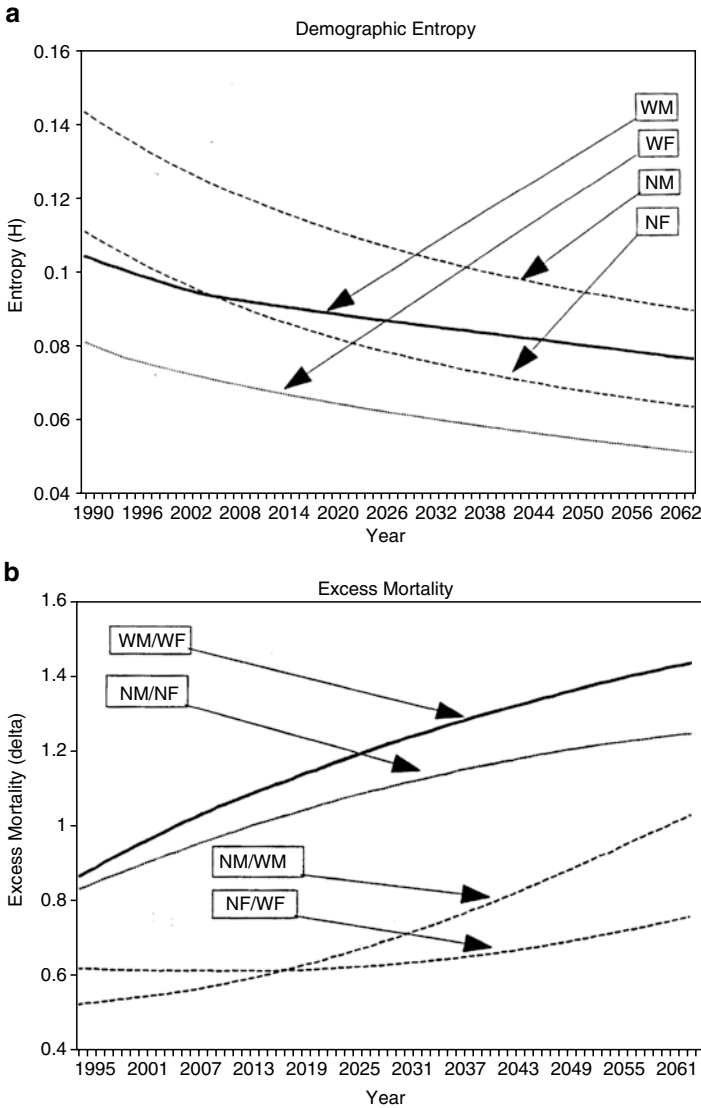 a
Demographic Entropy
0.16
0.14
0.12
0.1
0.08
0.06
0.04
Entropy (H)
WM
WF
NM
NF
1990 1996 2002 2008 2014 2020 2026 2032 2038 2044 2050 2056 2062
Year
b
Excess Mortality
1.6
1.4
1.2
1
0.8
0.6
0.4
Excess Mortality (delta)
WM/WF
NM/NF
NM/WM
NF/WF
1995 2001 2007 2013 2019 2025 2031 2037 2043 2049 2055 2061
Year